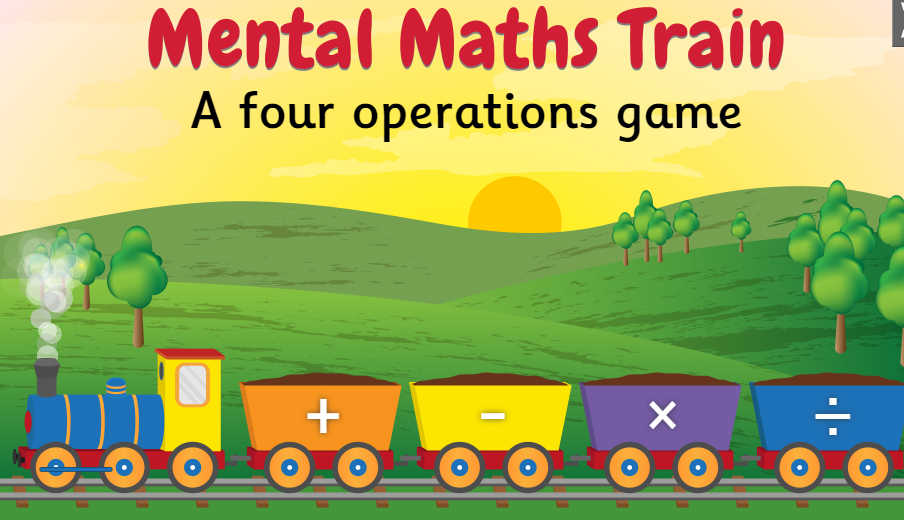 Mental Maths Train
A four operations game
+ - × ÷